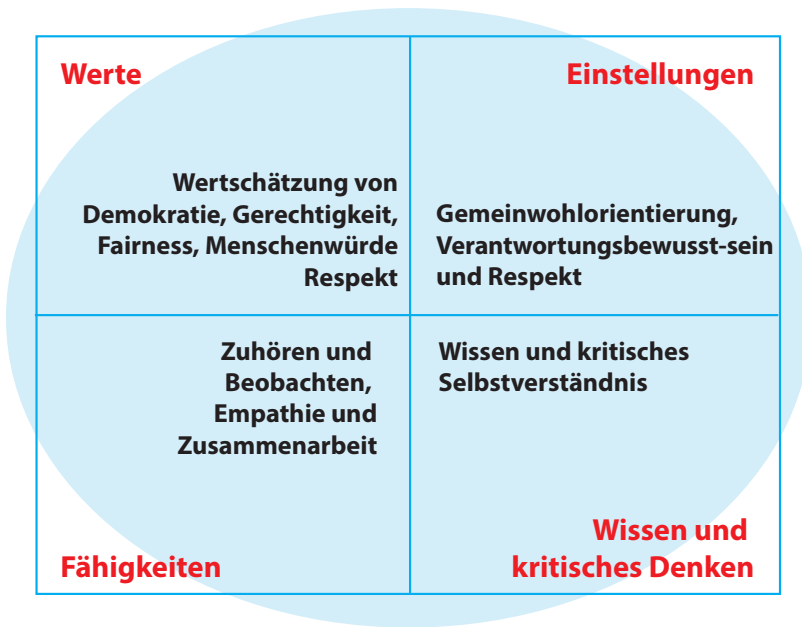 Werte
Einstellungen
Wertschätzung von
Demokratie, Gerechtigkeit,
Fairness, Menschenwürde
Respekt
Gemeinwohlorientierung,
Verantwortungsbewusst-sein
und Respekt
Zuhören und
Beobachten,
Empathie und
Zusammenarbeit
Wissen und kritisches
Selbstverständnis
Fähigkeiten
Wissen und
kritisches Denken